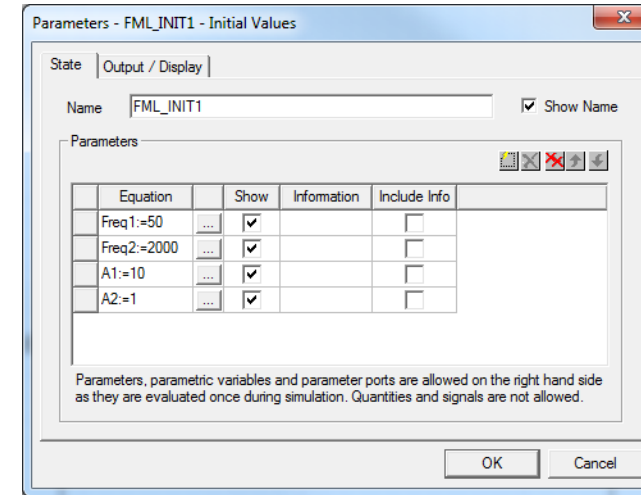 Parameters - FML_INIT1 - Initial Values
State Output / Display
Name FML_INIT1 Show Name
Parameters
Equation Show Information Include Info
Freq1:=50 ...
Freq2:=2000 ...
A1:=10 ...
A2:=1 ...
Parameters, parametric variables and parameter ports are allowed on the right hand side
as they are evaluated once during simulation. Quantities and signals are not allowed.
OK Cancel